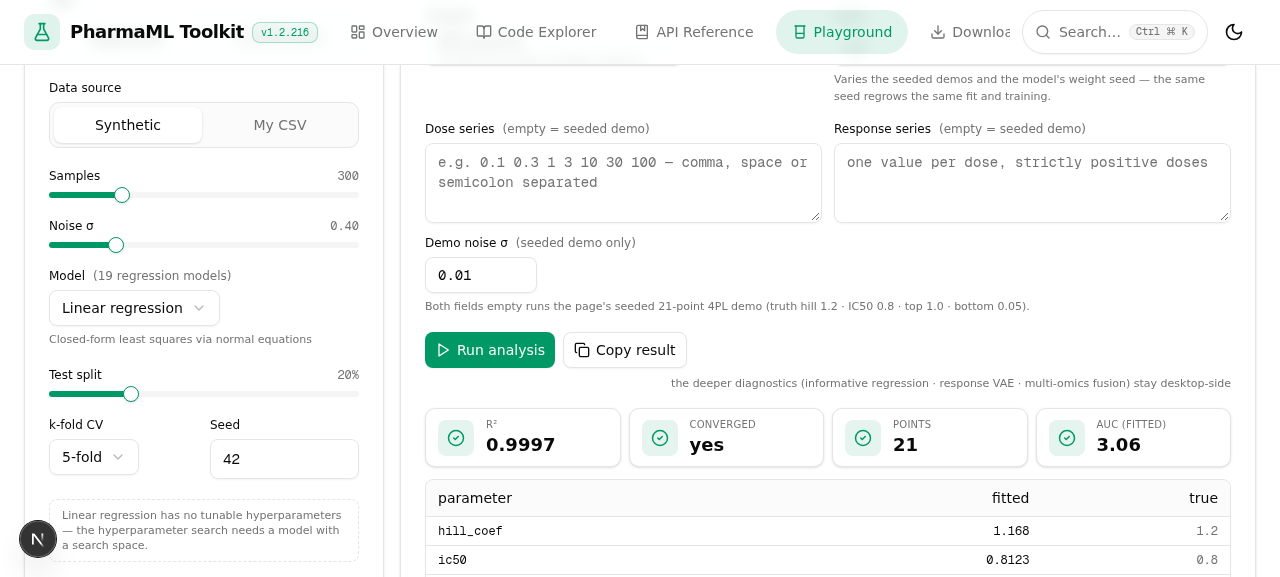 PharmaML Toolkit
v1.2.216
Overview
Code Explorer
API Reference
Playground
Downloa
Search...
Ctrl ⌘ K
Data source
Synthetic
My CSV
Samples
300
Noise σ
0.40
Model (19 regression models)
Linear regression
Closed-form least squares via normal equations
Test split
20%
k-fold CV
Seed
5-fold
42
Linear regression has no tunable hyperparameters
— the hyperparameter search needs a model with
a search space.
N
Varies the seeded demos and the model's weight seed — the same
seed regrows the same fit and training.
Dose series (empty = seeded demo)
Response series (empty = seeded demo)
e.g. 0.1 0.3 1 3 10 30 100 — comma, space or
semicolon separated
one value per dose, strictly positive doses
Demo noise σ (seeded demo only)
0.01
Both fields empty runs the page's seeded 21-point 4PL demo (truth hill 1.2 · IC50 0.8 · top 1.0 · bottom 0.05).
Run analysis
Copy result
the deeper diagnostics (informative regression · response VAE · multi-omics fusion) stay desktop-side
R²
0.9997
CONVERGED
yes
POINTS
21
AUC (FITTED)
3.06
parameter fitted true
hill_coef 1.168 1.2
ic50 0.8123 0.8